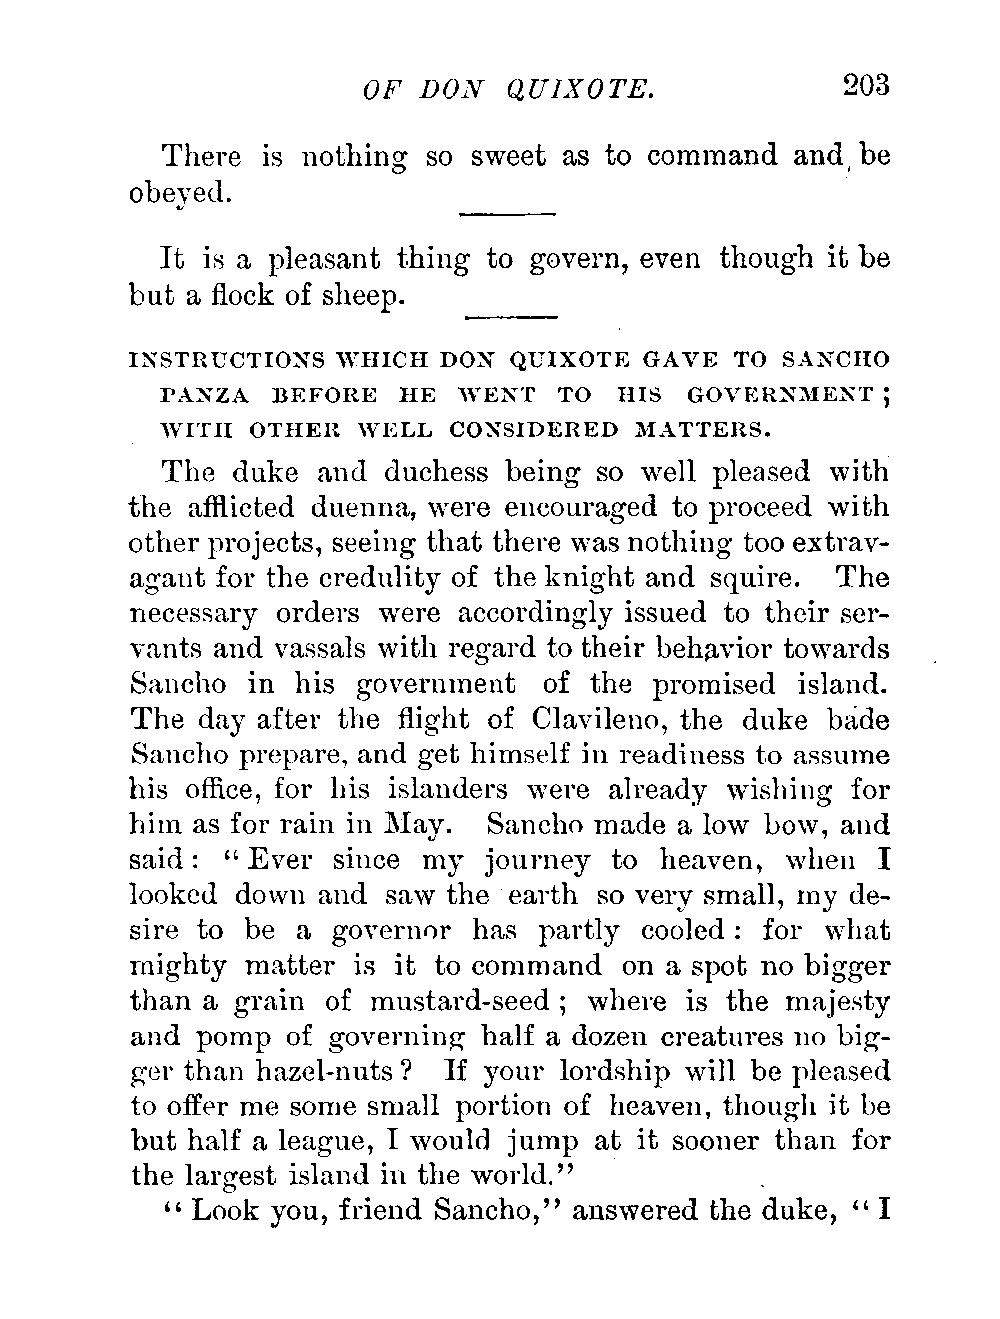 OF DON QUIXOTE. 203
There is nothing so sweet as to command and be
obeyed.
It is a pleasant thing to govern, even though it be
but a flock of sheep.
INSTRUCTIONS WHICH DON QUIXOTE GAVE TO SANCHO
PANZA BEFORE HE WENT TO HIS GOVERNMENT;
WITH OTHER WELL CONSIDERED MATTERS.
The duke and duchess being so well pleased with
the afflicted duenna, were encouraged to proceed with
other projects, seeing that there was nothing too extrav-
agant for the credulity of the knight and squire. The
necessary orders were accordingly issued to their ser-
vants and vassals with regard to their behavior towards
Sancho in his government of the promised island.
The day after the flight of Clavileno, the duke bade
Sancho prepare, and get himself in readiness to assume
his office, for his islanders were already wishing for
him as for rain in May. Sancho made a low bow, and
said: "Ever since my journey to heaven, when I
looked down and saw the earth so very small, my de-
sire to be a governor has partly cooled: for what
mighty matter is it to command on a spot no bigger
than a grain of mustard-seed; where is the majesty
and pomp of governing half a dozen creatures no big-
ger than hazel-nuts? If your lordship will be pleased
to offer me some small portion of heaven, though it be
but half a league, I would jump at it sooner than for
the largest island in the world."
"Look you, friend Sancho," answered the duke, "I